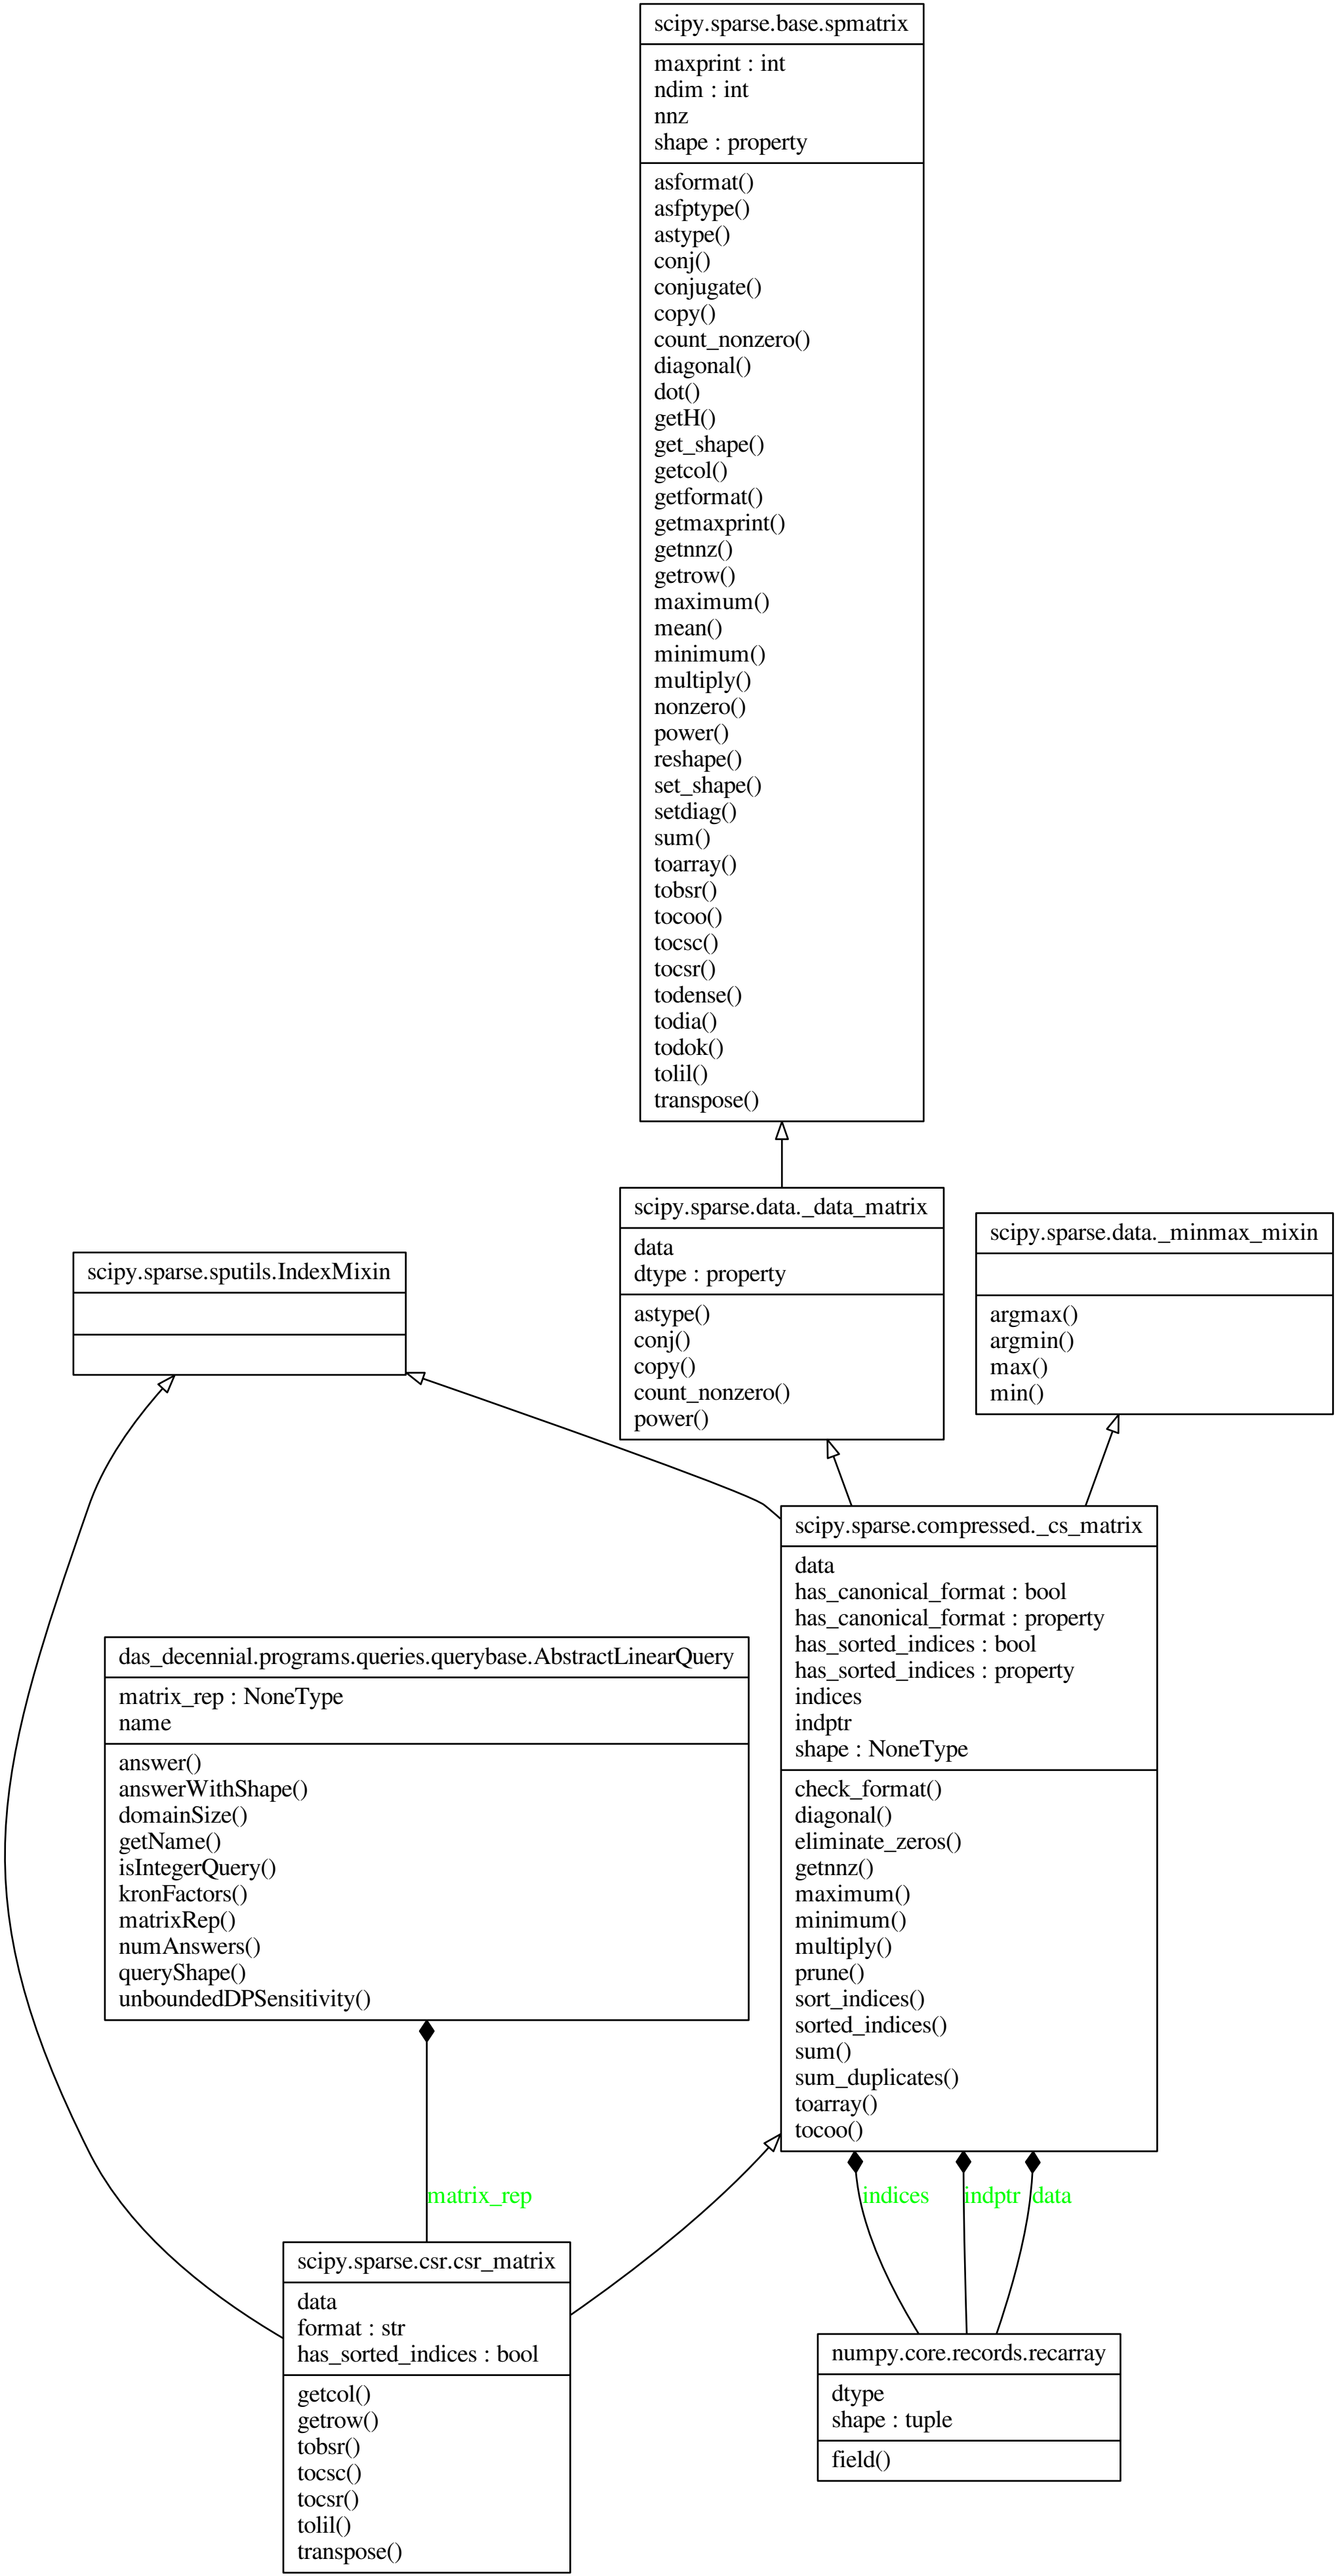 scipy.sparse.base.spmatrix
maxprint : int
ndim : int
nnz
shape : property
asformat()
asfptype()
astype()
conj()
conjugate()
copy()
count_nonzero()
diagonal()
dot()
getH()
get_shape()
getcol()
getformat()
getmaxprint()
getnnz()
getrow()
maximum()
mean()
minimum()
multiply()
nonzero()
power()
reshape()
set_shape()
setdiag()
sum()
toarray()
tobsr()
tocoo()
tocsc()
tocsr()
todense()
todia()
todok()
tolil()
transpose()
scipy.sparse.data._data_matrix
data
dtype : property
astype()
conj()
copy()
count_nonzero()
power()
scipy.sparse.data._minmax_mixin
argmax()
argmin()
max()
min()
scipy.sparse.sputils.IndexMixin
scipy.sparse.compressed._cs_matrix
data
has_canonical_format : bool
has_canonical_format : property
has_sorted_indices : bool
has_sorted_indices : property
indices
indptr
shape : NoneType
check_format()
diagonal()
eliminate_zeros()
getnnz()
maximum()
minimum()
multiply()
prune()
sort_indices()
sorted_indices()
sum()
sum_duplicates()
toarray()
tocoo()
das_decennial.programs.queries.querybase.AbstractLinearQuery
matrix_rep : NoneType
name
answer()
answerWithShape()
domainSize()
getName()
isIntegerQuery()
kronFactors()
matrixRep()
numAnswers()
queryShape()
unboundedDPSensitivity()
matrix_rep
indices
indptr
data
scipy.sparse.csr.csr_matrix
data
format : str
has_sorted_indices : bool
getcol()
getrow()
tobsr()
tocsc()
tocsr()
tolil()
transpose()
numpy.core.records.recarray
dtype
shape : tuple
field()